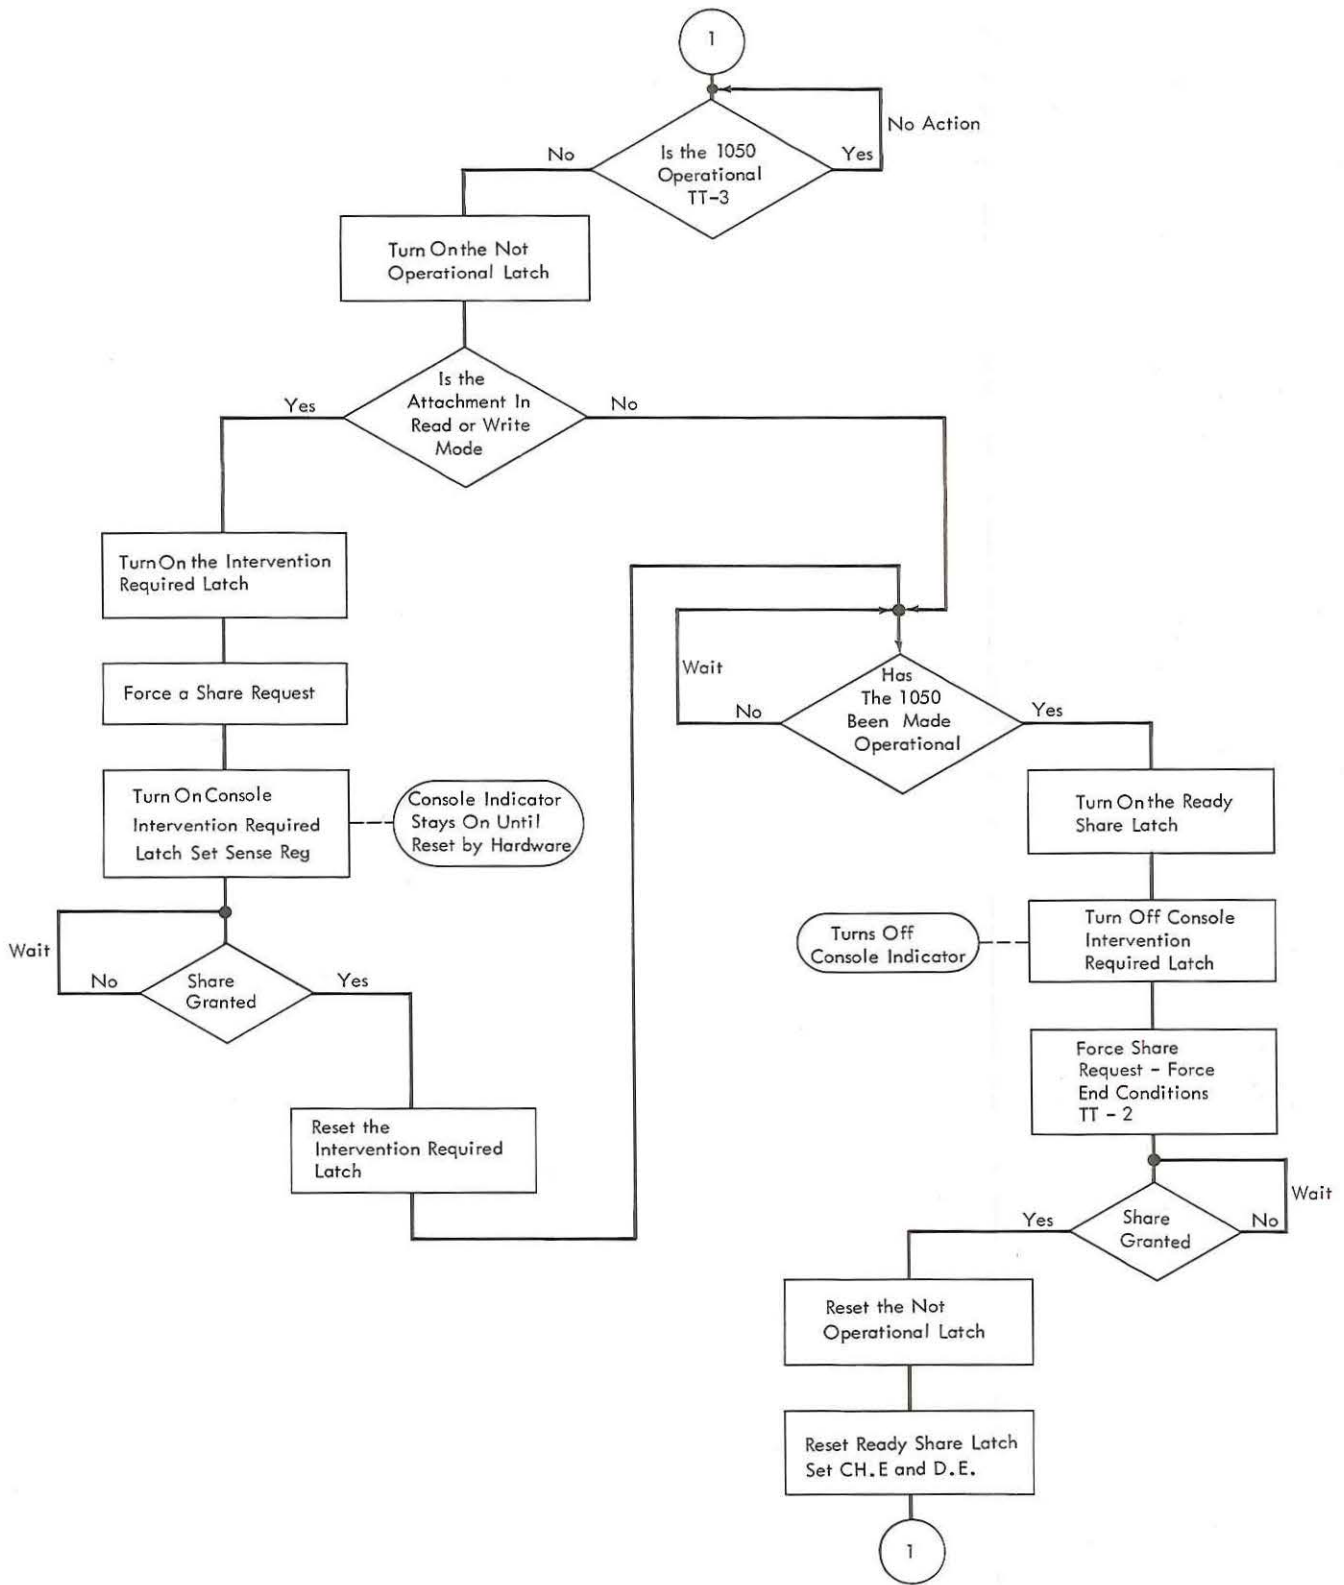 1
No Action
No
Is the 1050
Operational
TT-3
Yes
Turn On the Not
Operational Latch
Yes
Is the
Attachment In
Read or Write
Mode
No
Turn On the Intervention
Required Latch
Force a Share Request
Turn On Console
Intervention Required
Latch Set Sense Reg
Console Indicator
Stays On Until
Reset by Hardware
Wait
No
Share
Granted
Yes
Reset the
Intervention Required
Latch
Wait
No
Has
The 1050
Been Made
Operational
Yes
Turn On the Ready
Share Latch
Turns Off
Console Indicator
Turn Off Console
Intervention
Required Latch
Force Share
Request - Force
End Conditions
TT - 2
Wait
Yes
Share
Granted
No
Reset the Not
Operational Latch
Reset Ready Share Latch
Set CH.E and D.E.
1